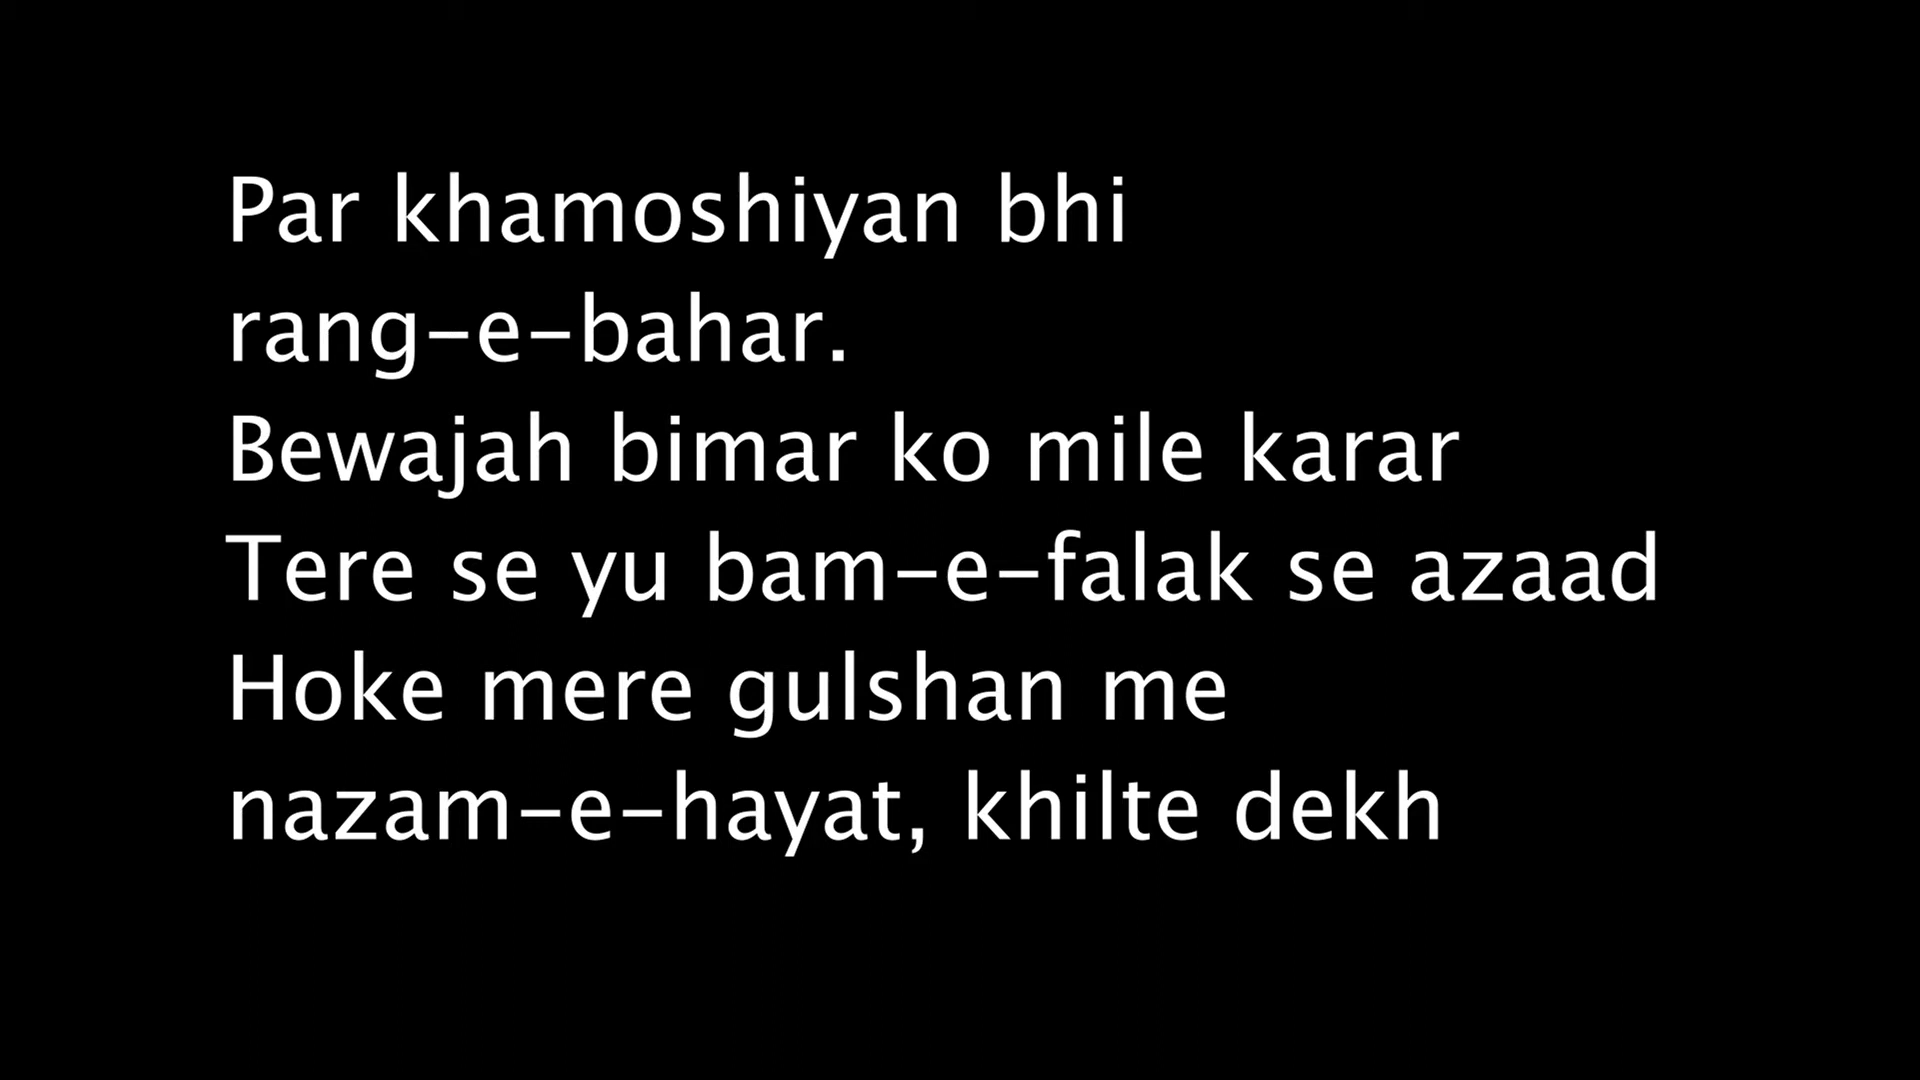 Par khamoshiyan bhi
rang-e-bahar.
Bewajah bimar ko mile karar
Tere se yu bam-e-falak se azaad
Hoke mere gulshan me
nazam-e-hayat, khilte dekh